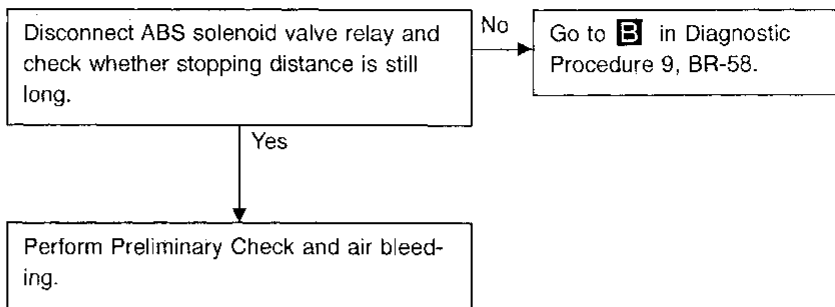 Disconnect ABS solenoid valve relay and
check whether stopping distance is still
long.
No
Go to B in Diagnostic
Procedure 9, BR-58.
Yes
Perform Preliminary Check and air bleed-
ing.